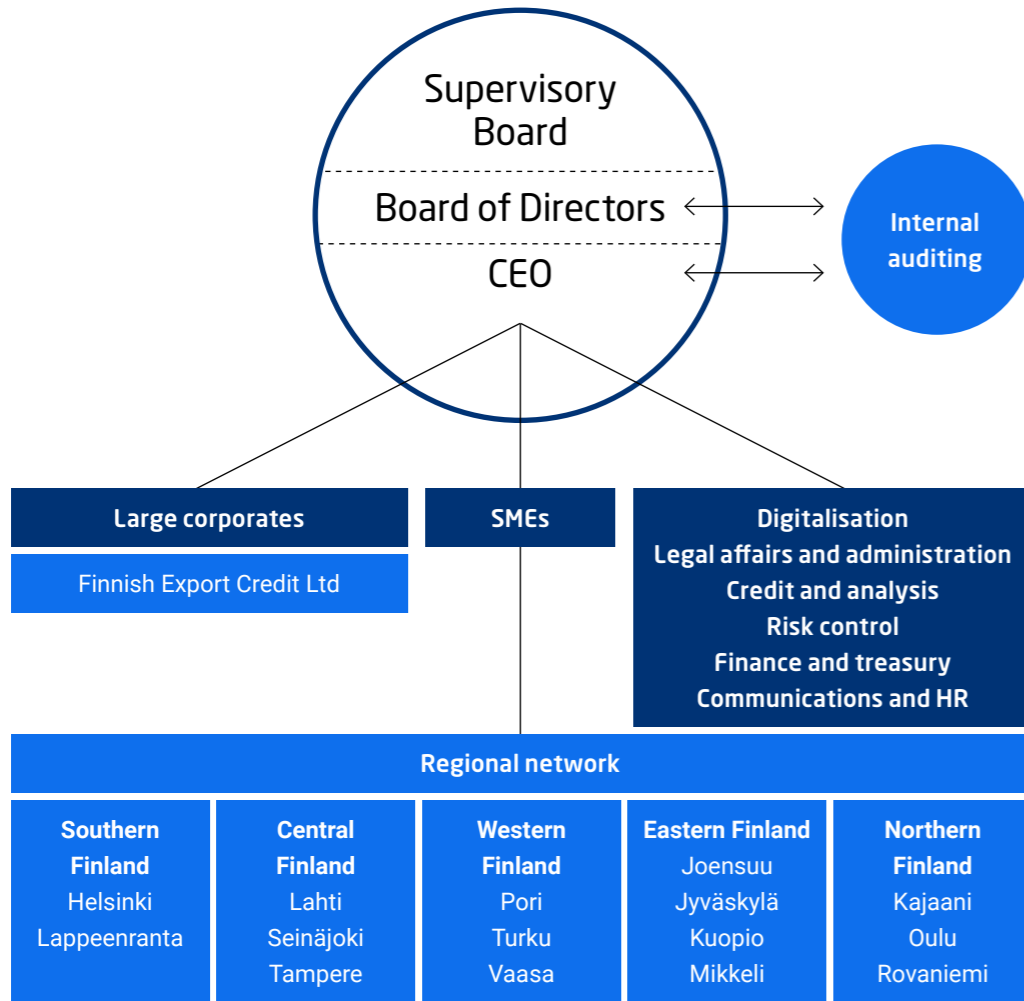 Supervisory
Board
Board of Directors
CEO
Internal
auditing
Large corporates
Finnish Export Credit Ltd
SMEs
Digitalisation
Legal affairs and administration
Credit and analysis
Risk control
Finance and treasury
Communications and HR
Regional network
Southern
Finland
Helsinki
Lappeenranta
Central
Finland
Lahti
Seinäjoki
Tampere
Western
Finland
Pori
Turku
Vaasa
Eastern Finland
Joensuu
Jyväskylä
Kuopio
Mikkeli
Northern
Finland
Kajaani
Oulu
Rovaniemi